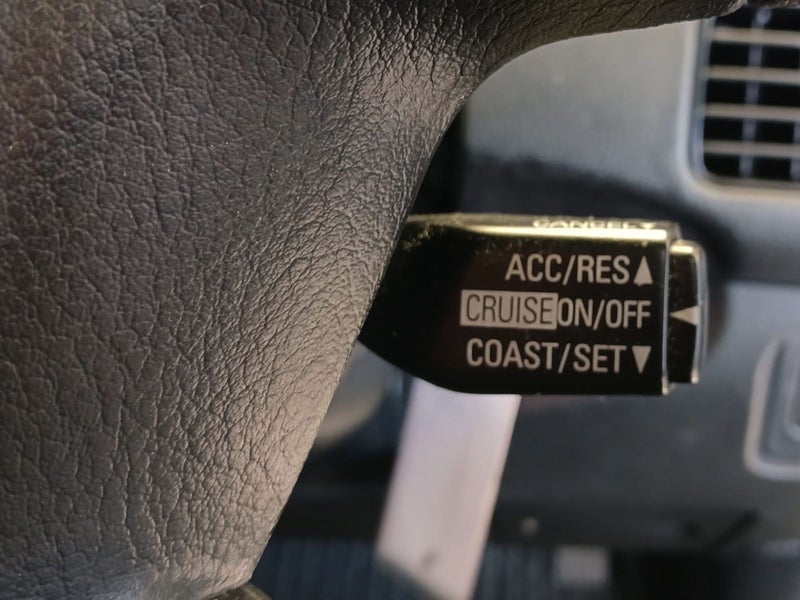 ACC/RES▲
CRUISE ON/OFF ◀
COAST/SET▼